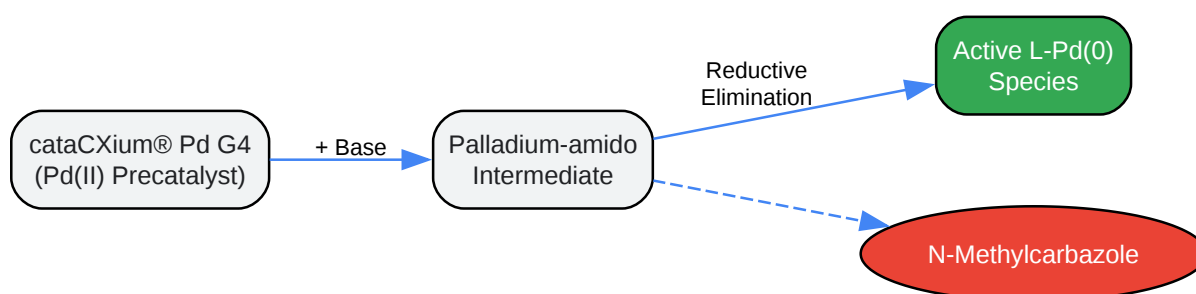 cataCXium® Pd G4
(Pd(II) Precatalyst)
+ Base
Palladium-amido
Intermediate
Reductive
Elimination
Active L-Pd(0)
Species
N-Methylcarbazole